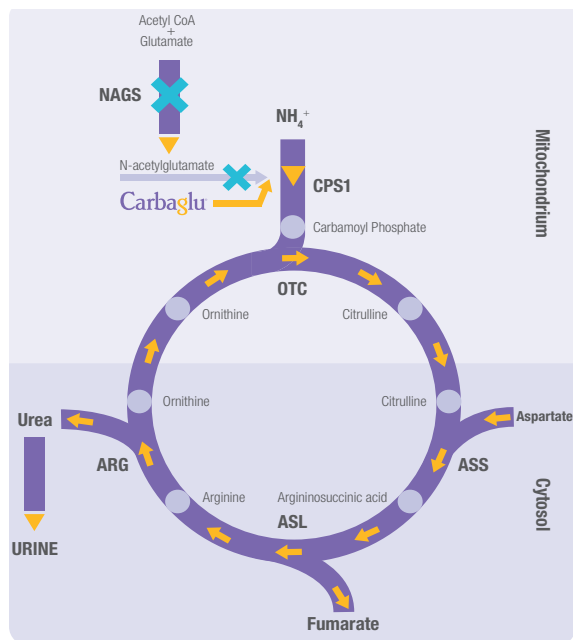 Acetyl CoA
+
Glutamate
NAGS
NH₄⁺
N-acetylglutamate
CPS1
Carbaglu
Carbamoyl Phosphate
Mitochondrium
OTC
Ornithine
Citrulline
Ornithine
Citrulline
Urea
Aspartate
ARG
ASS
Arginine
Argininosuccinic acid
Cytosol
ASL
URINE
Fumarate